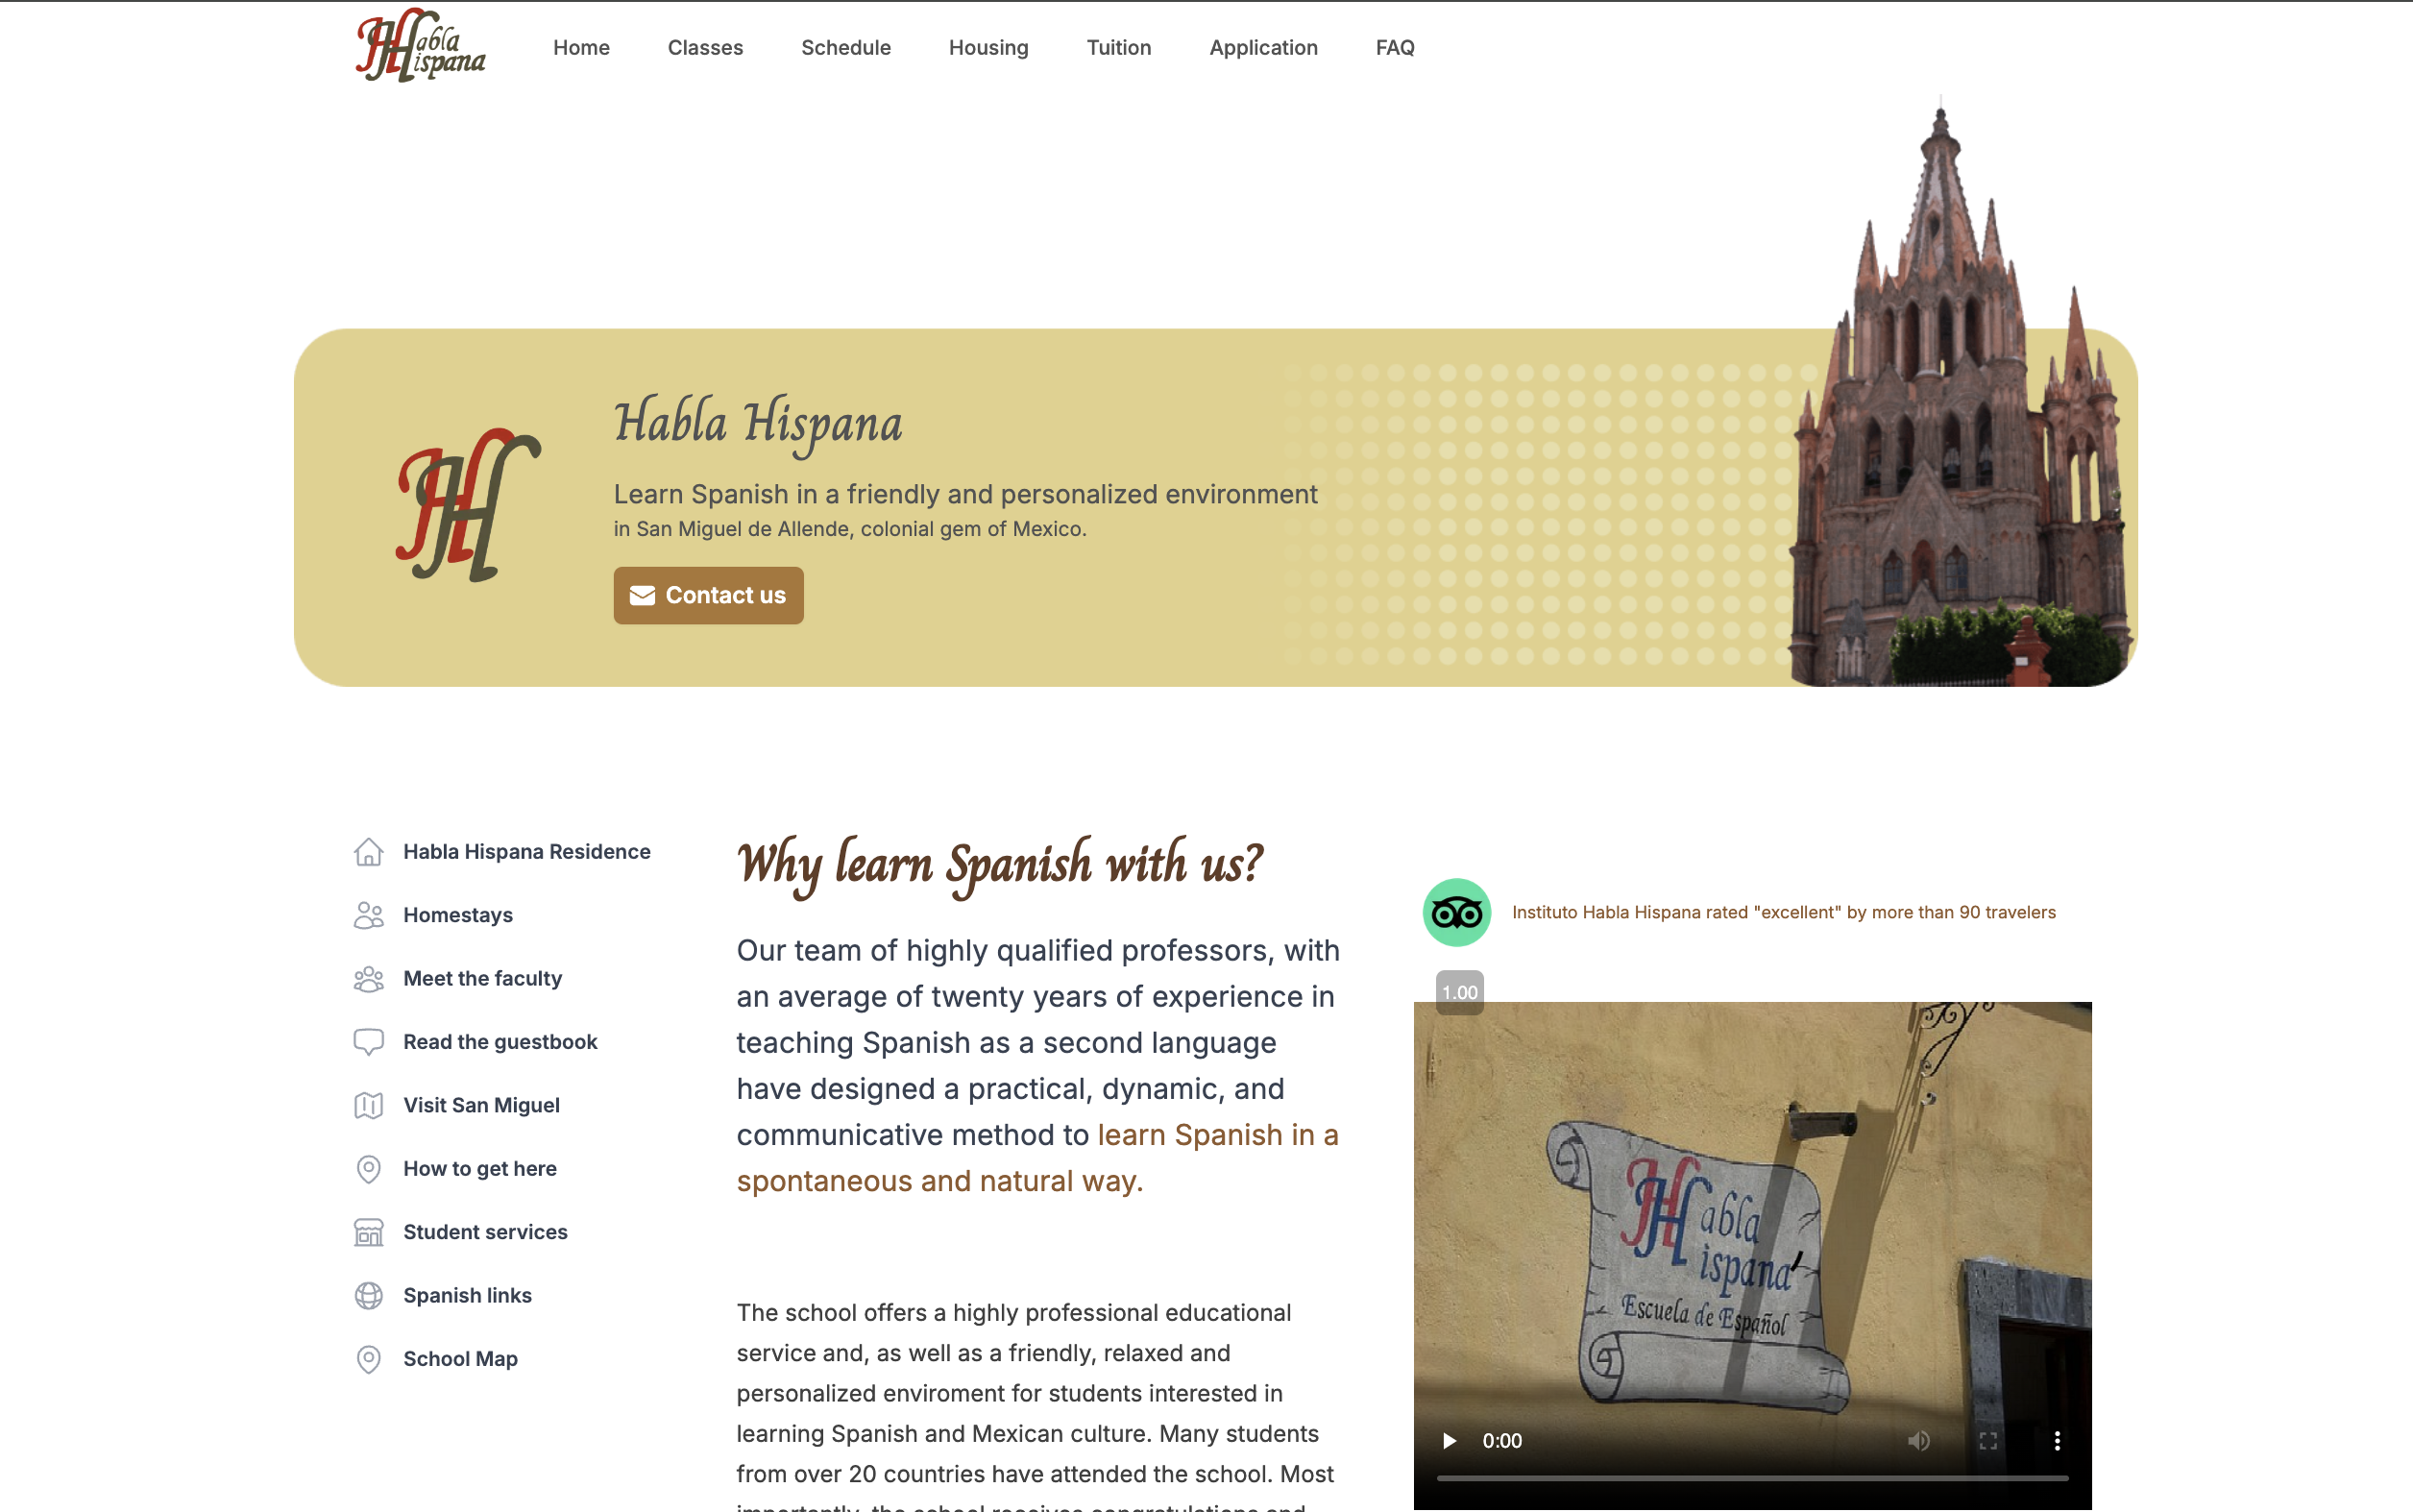 Habla
Hispana
Home
Classes
Schedule
Housing
Tuition
Application
FAQ
Habla Hispana
Learn Spanish in a friendly and personalized environment
in San Miguel de Allende, colonial gem of Mexico.
Contact us
Habla Hispana Residence
Homestays
Meet the faculty
Read the guestbook
Visit San Miguel
How to get here
Student services
Spanish links
School Map
Why learn Spanish with us?
Our team of highly qualified professors, with
an average of twenty years of experience in
teaching Spanish as a second language
have designed a practical, dynamic, and
communicative method to learn Spanish in a
spontaneous and natural way.
The school offers a highly professional educational
service and, as well as a friendly, relaxed and
personalized enviroment for students interested in
learning Spanish and Mexican culture. Many students
from over 20 countries have attended the school. Most
importantly, the school receives congratulations and
Instituto Habla Hispana rated "excellent" by more than 90 travelers
1.00
Habla
Hispana
Escuela de Español
0:00